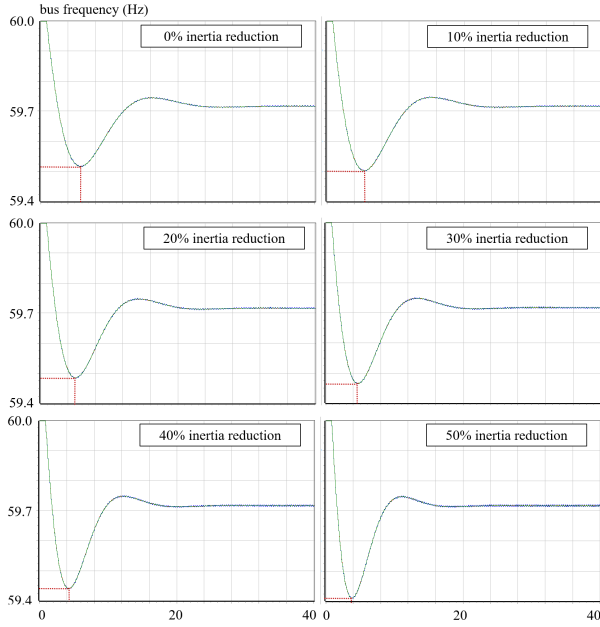 bus frequency (Hz)
60.0
0% inertia reduction
10% inertia reduction
59.7
59.4
60.0
20% inertia reduction
30% inertia reduction
59.7
59.4
60.0
40% inertia reduction
50% inertia reduction
59.7
59.4
0 20 40 0 20 40